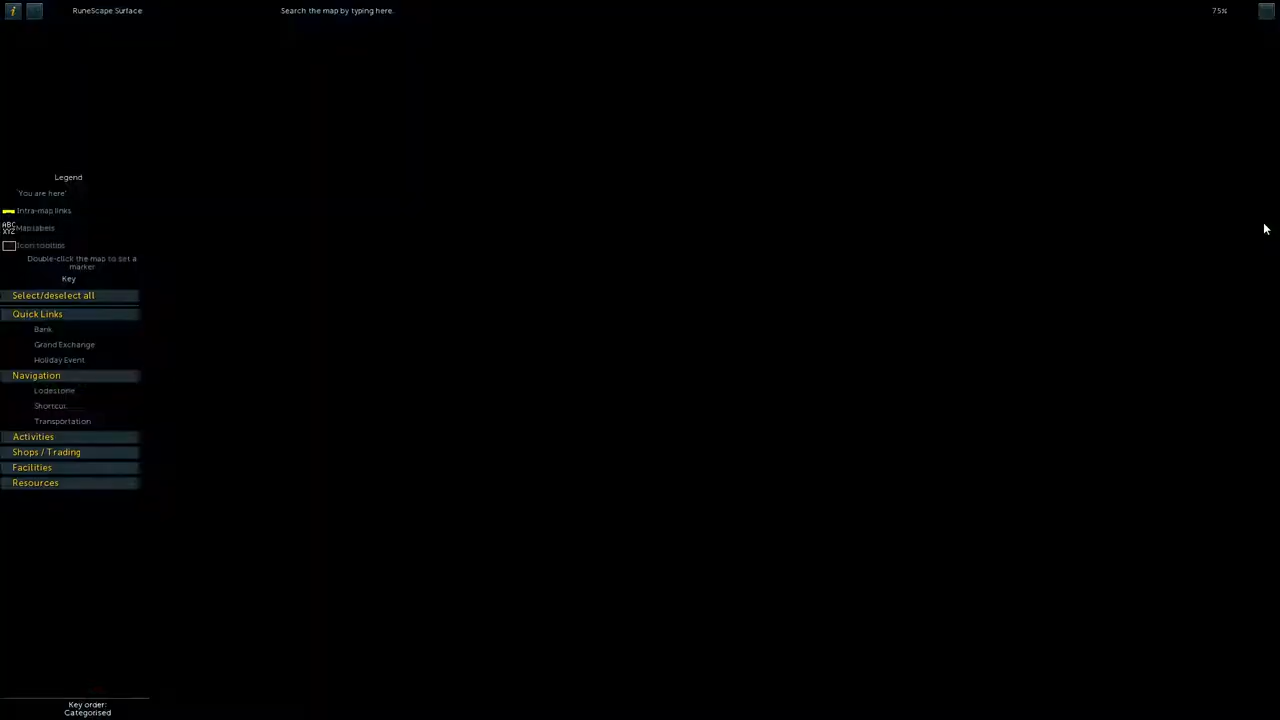 i RuneScape Surface Search the map by typing here. 75%
Legend
'You are here'
Intra-map links
ABC XYZ Map labels
Icon tooltips
Double-click the map to set a
marker
Key
Select/deselect all
Quick Links
Bank
Grand Exchange
Holiday Event
Navigation
Lodestone
Shortcut
Transportation
Activities
Shops / Trading
Facilities
Resources
Key order:
Categorised